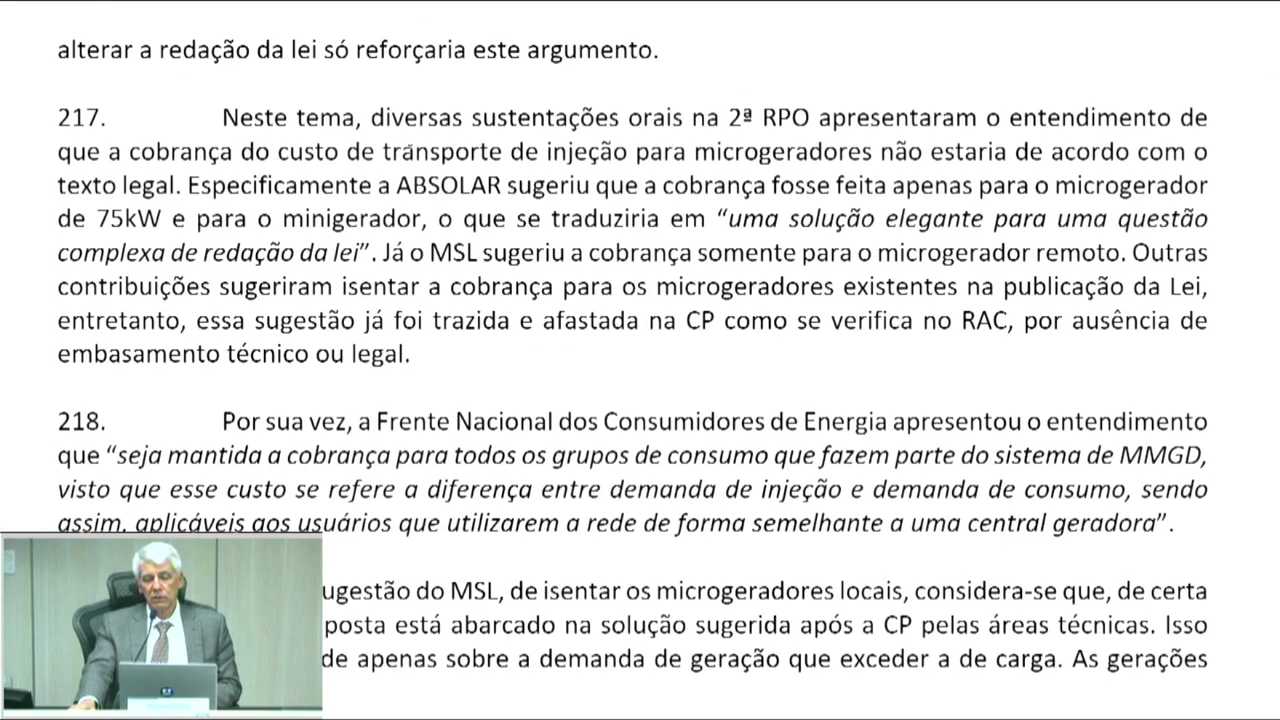 alterar a redação da lei só reforçaria este argumento.
217. Neste tema, diversas sustentações orais na 2ª RPO apresentaram o entendimento de
que a cobrança do custo de transporte de injeção para microgeradores não estaria de acordo com o
texto legal. Especificamente a ABSOLAR sugeriu que a cobrança fosse feita apenas para o microgerador
de 75kW e para o minigerador, o que se traduziria em “uma solução elegante para uma questão
complexa de redação da lei”. Já o MSL sugeriu a cobrança somente para o microgerador remoto. Outras
contribuições sugeriram isentar a cobrança para os microgeradores existentes na publicação da Lei,
entretanto, essa sugestão já foi trazida e afastada na CP como se verifica no RAC, por ausência de
embasamento técnico ou legal.
218. Por sua vez, a Frente Nacional dos Consumidores de Energia apresentou o entendimento
que “seja mantida a cobrança para todos os grupos de consumo que fazem parte do sistema de MMGD,
visto que esse custo se refere a diferença entre demanda de injeção e demanda de consumo, sendo
assim, aplicáveis aos usuários que utilizarem a rede de forma semelhante a uma central geradora”.
ugestão do MSL, de isentar os microgeradores locais, considera-se que, de certa
posta está abarcado na solução sugerida após a CP pelas áreas técnicas. Isso
de apenas sobre a demanda de geração que exceder a de carga. As gerações